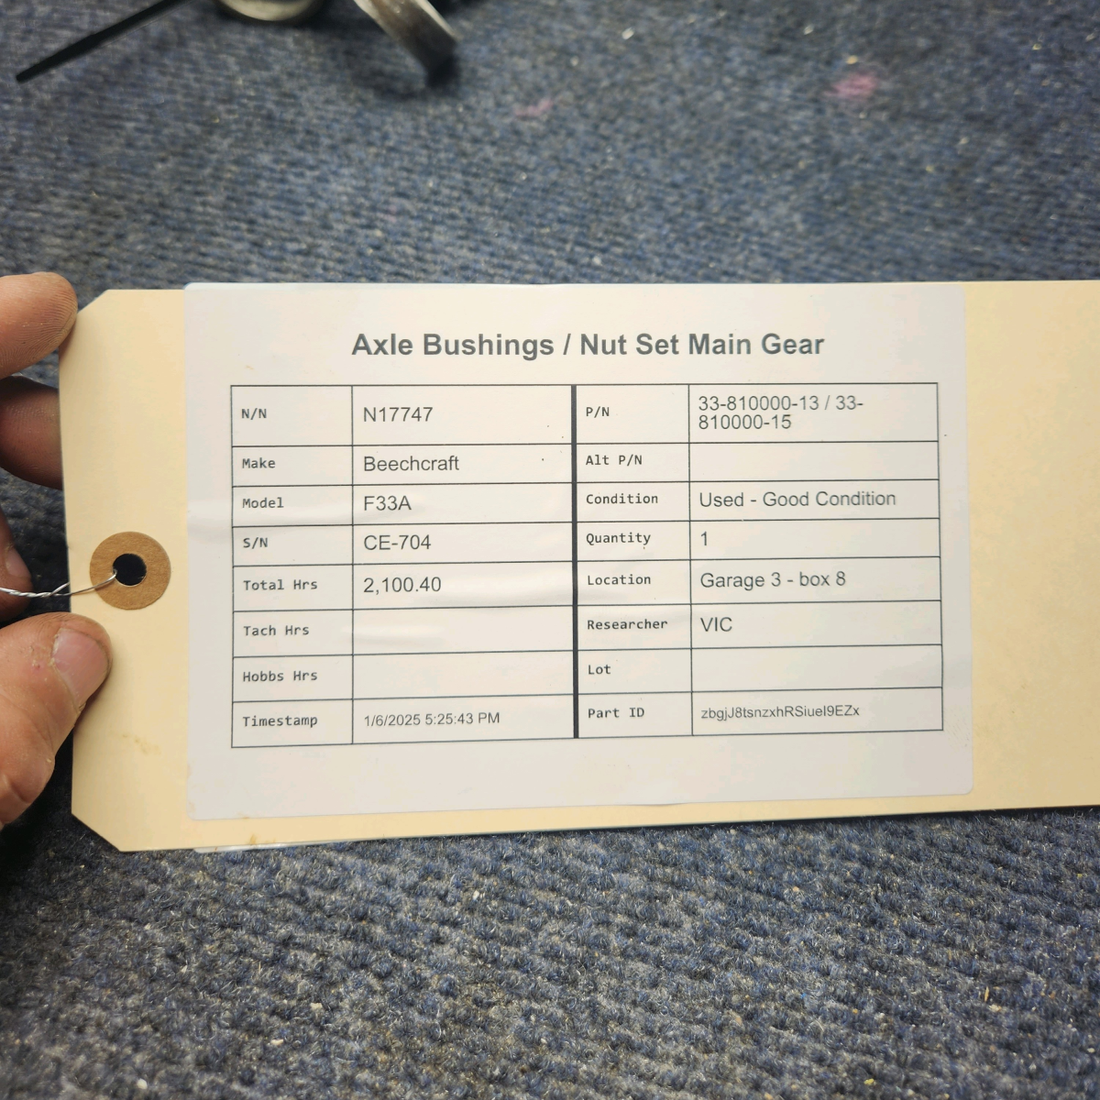 Axle Bushings / Nut Set Main Gear
N/N N17747 P/N 33-810000-13 / 33-
810000-15
Make Beechcraft Alt P/N
Model F33A Condition Used - Good Condition
S/N CE-704 Quantity 1
Total Hrs 2,100.40 Location Garage 3 - box 8
Tach Hrs Researcher VIC
Hobbs Hrs Lot
Timestamp 1/6/2025 5:25:43 PM Part ID zbgjJ8tsnzxhRSiueI9EZx